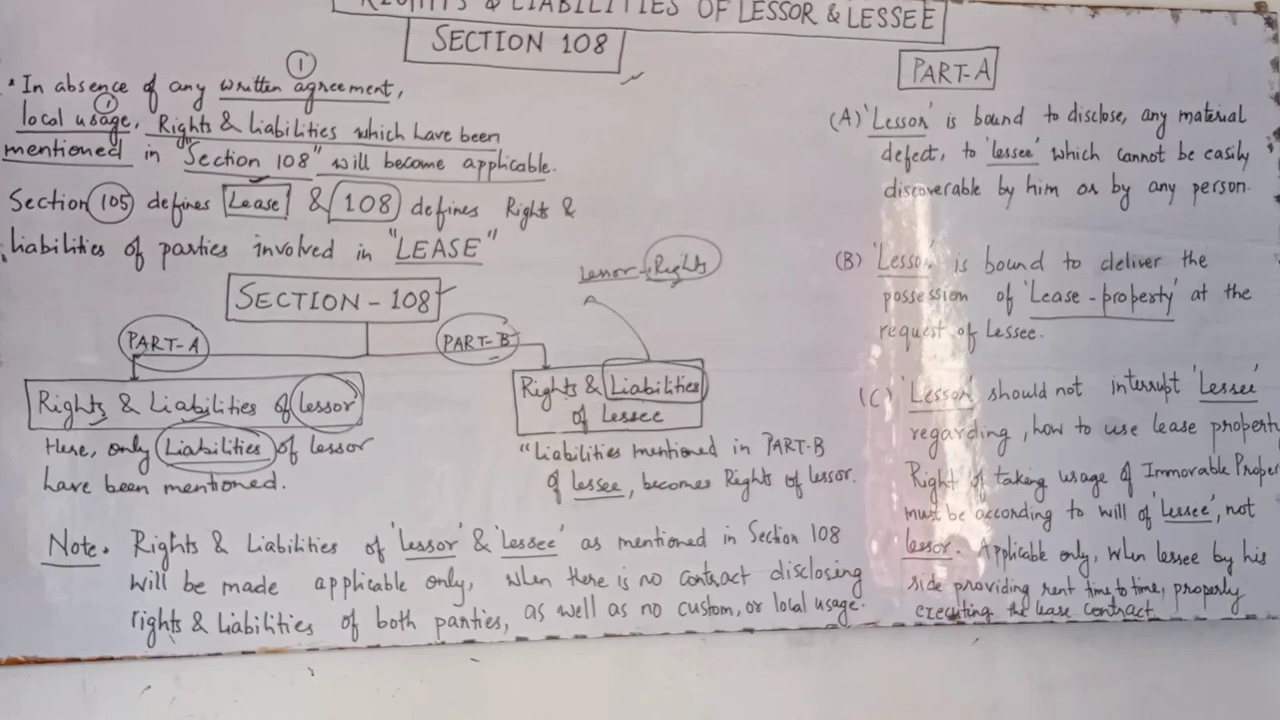 RIGHTS & LIABILITIES OF LESSOR & LESSEE
SECTION 108
①
• In absence of any written agreement,
①
local usage, Rights & Liabilities which have been
mentioned in "Section 108" will become applicable.
Section 105 defines Lease & 108 defines Rights &
liabilities of parties involved in "LEASE"
Lessor - Rights
SECTION - 108
PART-A
PART-B
Rights & Liabilities of lessor
Rights & Liabilities
of Lessee
Here, only Liabilities of lessor
have been mentioned.
"Liabilities mentioned in PART-B
of lessee, becomes Rights of lessor.
Note. Rights & Liabilities of 'lessor' & 'lessee' as mentioned in Section 108
will be made applicable only, when there is no contract disclosing
rights & liabilities of both parties, as well as no custom, or local usage.
PART-A
(A) 'Lessor' is bound to disclose, any material
defect, to 'lessee' which cannot be easily
discoverable by him or by any person.
(B) 'Lessor' is bound to deliver the
possession of 'Lease-property' at the
request of Lessee.
(C) 'Lessor' should not interrupt 'Lessee'
regarding, how to use lease property
Right of taking usage of Immovable Proper
must be according to will of 'Lessee', not
lessor. Applicable only, when lessee by his
side providing rent time to time, properly
executing the lease contract